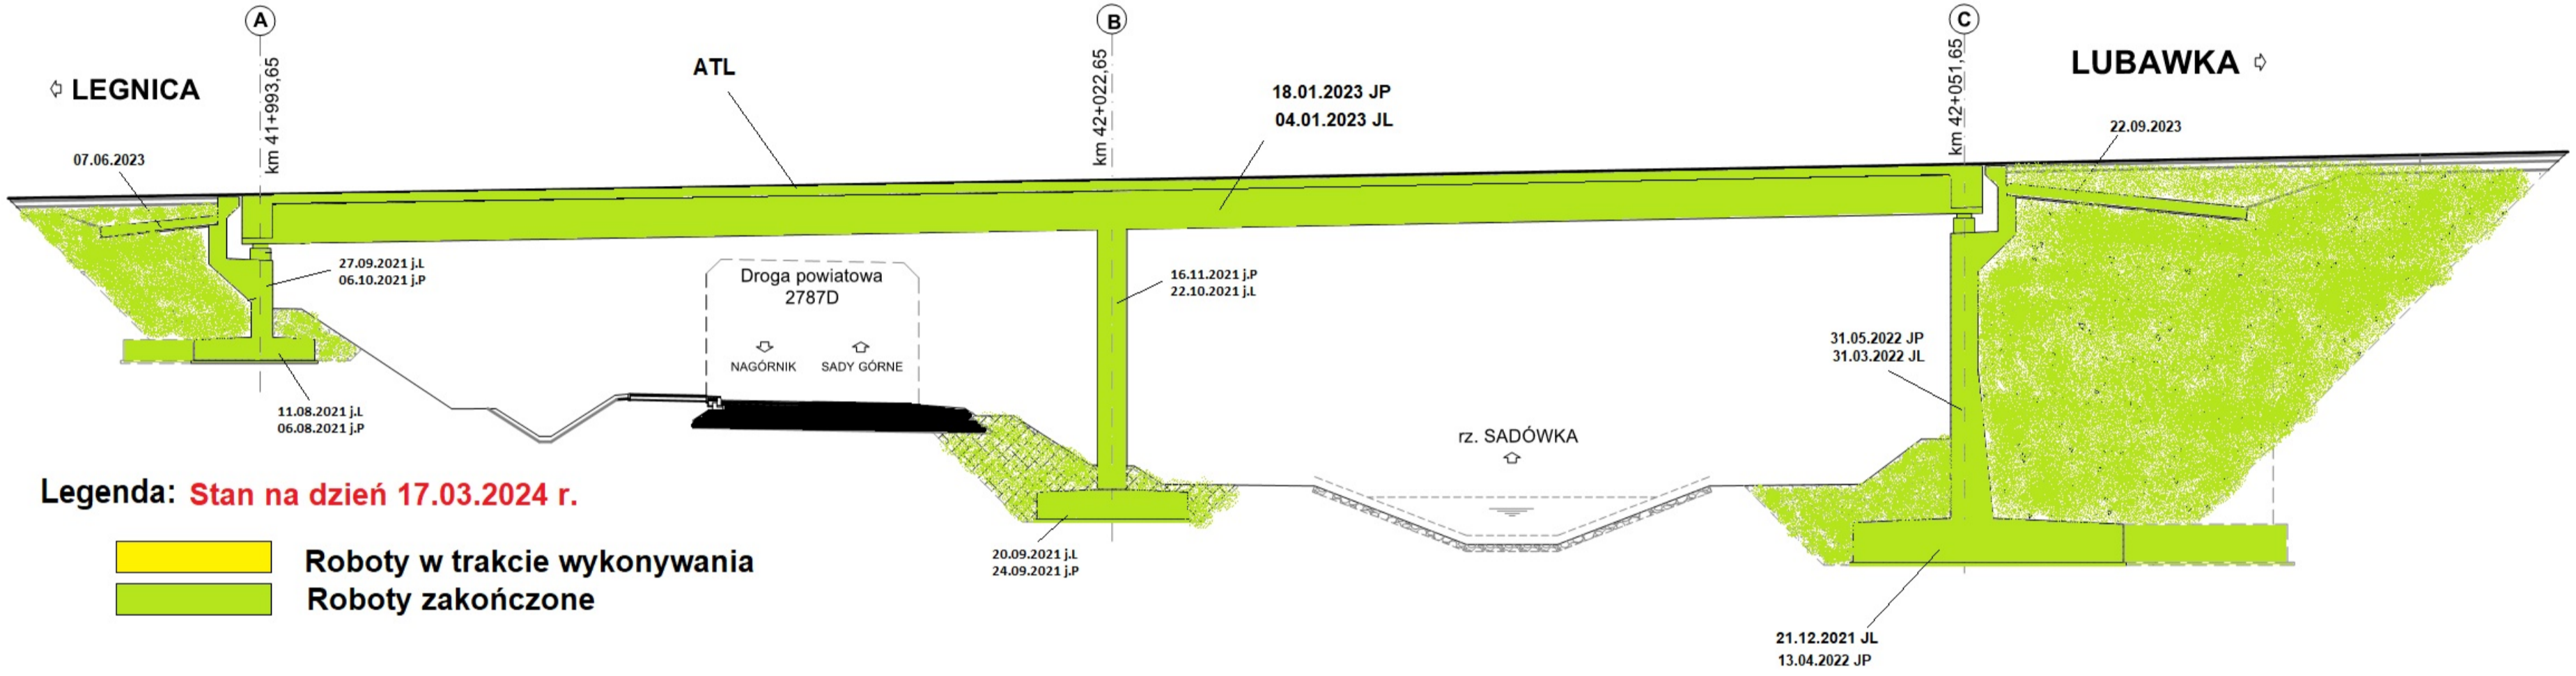 A
B
C
km 41+993,65
km 42+022,65
km 42+051,65
LEGNICA
ATL
18.01.2023 JP
04.01.2023 JL
LUBAWKA
07.06.2023
22.09.2023
27.09.2021 j.L
06.10.2021 j.P
Droga powiatowa
2787D
NAGÓRNIK SADY GÓRNE
16.11.2021 j.P
22.10.2021 j.L
31.05.2022 JP
31.03.2022 JL
11.08.2021 j.L
06.08.2021 j.P
rz. SADÓWKA
Legenda: Stan na dzień 17.03.2024 r.
Roboty w trakcie wykonywania
Roboty zakończone
20.09.2021 j.L
24.09.2021 j.P
21.12.2021 JL
13.04.2022 JP